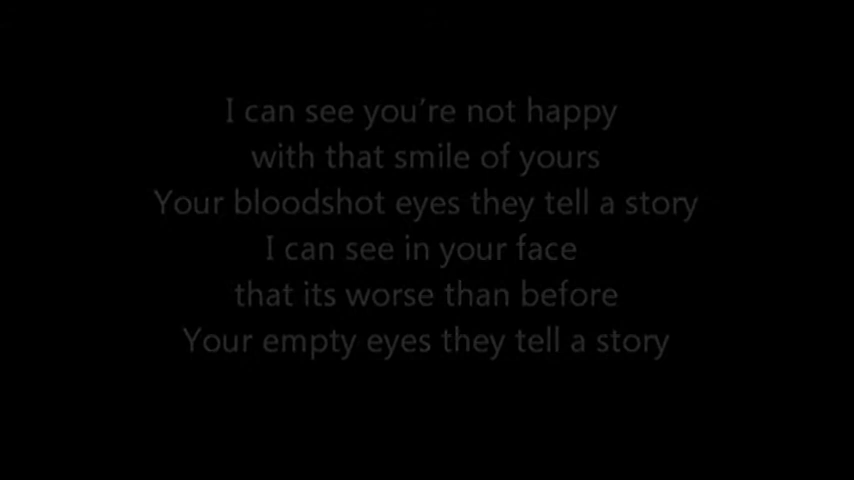 I can see you’re not happy
with that smile of yours
Your bloodshot eyes they tell a story
I can see in your face
that its worse than before
Your empty eyes they tell a story